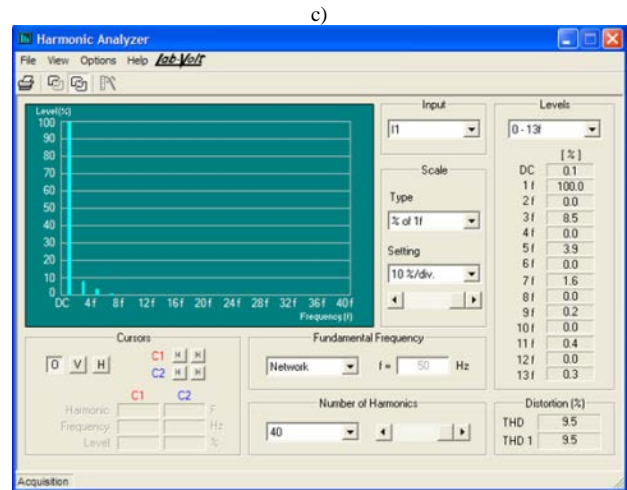 c)
Harmonic Analyzer
File View Options Help Lab-Volt
Level(%)
100
90
80
70
60
50
40
30
20
10
0
DC 4f 8f 12f 16f 20f 24f 28f 32f 36f 40f
Frequency(f)
Input
I1
Scale
Type
% of 1f
Setting
10 %/div.
Levels
0 - 13f
[ % ]
DC 0.1
1f 100.0
2f 0.0
3f 8.5
4f 0.0
5f 3.9
6f 0.0
7f 1.6
8f 0.0
9f 0.2
10f 0.0
11f 0.4
12f 0.0
13f 0.3
Cursors
O V H
C1 H H
C2 H H
C1 C2
Harmonic F
Frequency Hz
Level %
Fundamental Frequency
Network f = 50 Hz
Number of Harmonics
40
Distortion (%)
THD 9.5
THD 1 9.5
Acquisition